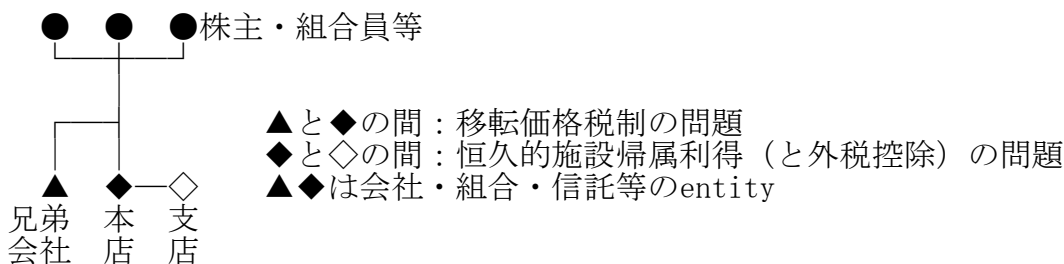 ●　●　●株主・組合員等
▲と◆の間：移転価格税制の問題
◆と◇の間：恒久的施設帰属利得（と外税控除）の問題
▲　◆―◇　▲◆は会社・組合・信託等のentity
兄弟　本　支
会社　店　店